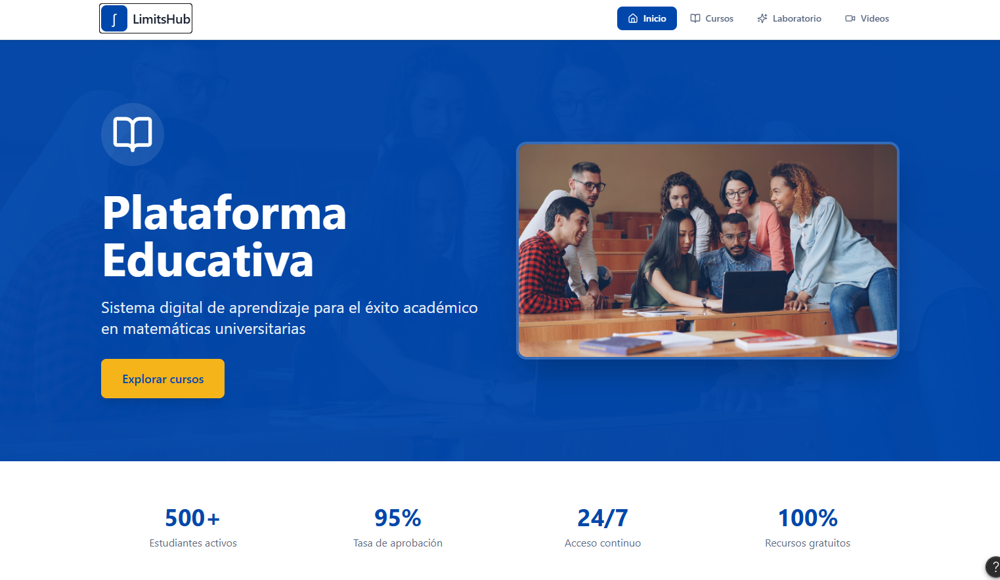 ∫ LimitsHub
Inicio
Cursos
Laboratorio
Videos
Plataforma
Educativa
Sistema digital de aprendizaje para el éxito académico
en matemáticas universitarias
Explorar cursos
500+
Estudiantes activos
95%
Tasa de aprobación
24/7
Acceso continuo
100%
Recursos gratuitos
?